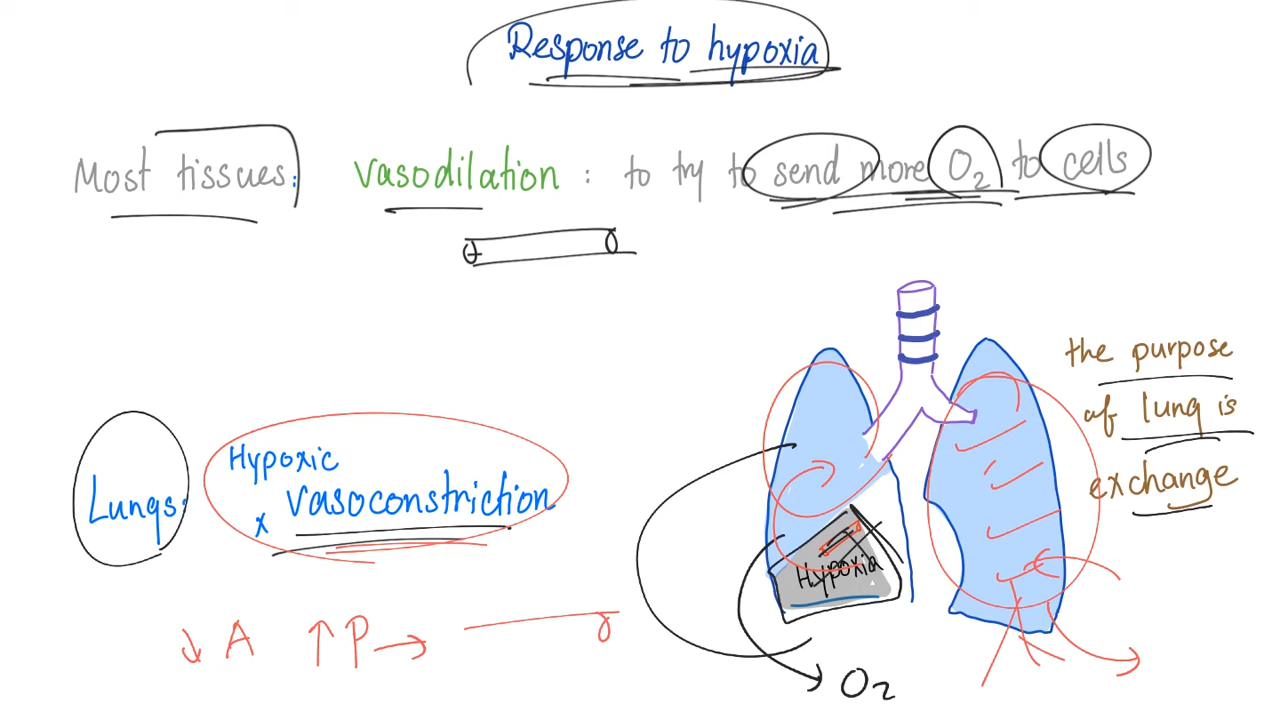 Response to hypoxia
Most tissues: vasodilation : to try to send more O₂ to cells
the purpose
of lung is
exchange
Lungs: Hypoxic
vasoconstriction
Hypoxia
↓ A ↑ P →
O₂